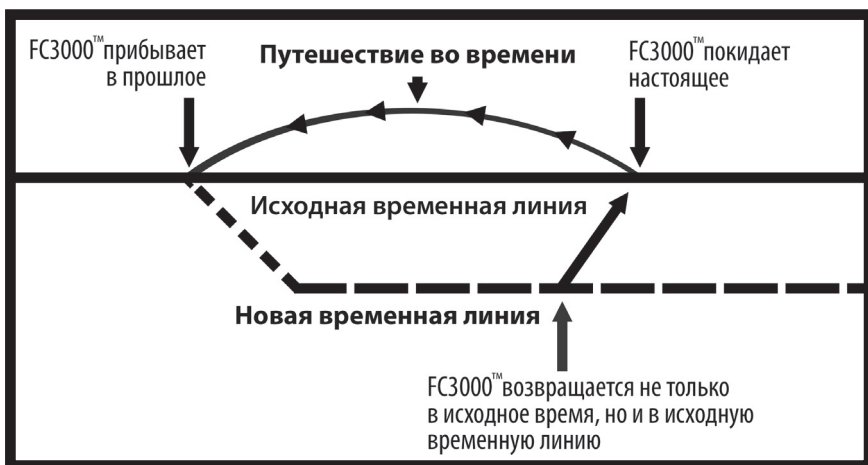 FC3000™ прибывает
в прошлое
Путешествие во времени
FC3000™ покидает
настоящее
Исходная временная линия
Новая временная линия
FC3000™ возвращается не только
в исходное время, но и в исходную
временную линию